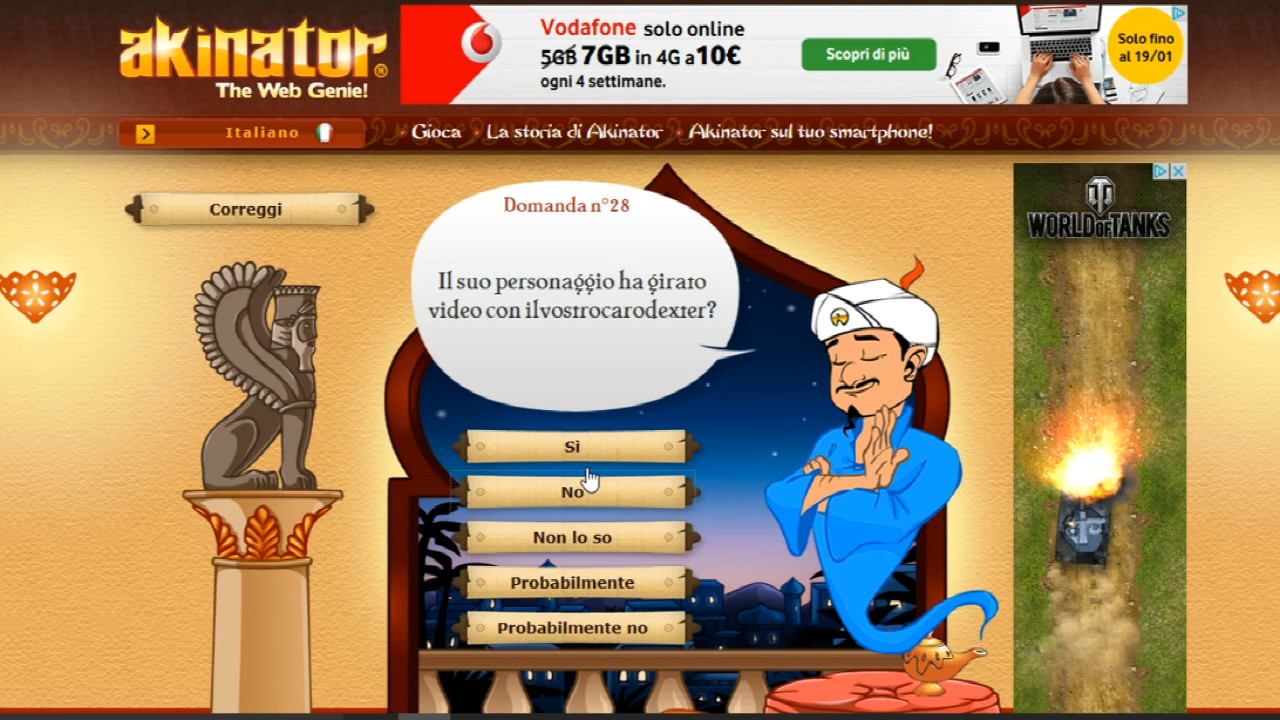 akinator®
The Web Genie!
Vodafone solo online
5GB 7GB in 4G a 10€
ogni 4 settimane.
Scopri di più
Solo fino
al 19/01
Italiano
Gioca
La storia di Akinator
Akinator sul tuo smartphone!
Correggi
Domanda n°28
Il suo personaggio ha girato
video con ilvostrocarodexter?
Sì
No
Non lo so
Probabilmente
Probabilmente no
WORLD OF TANKS